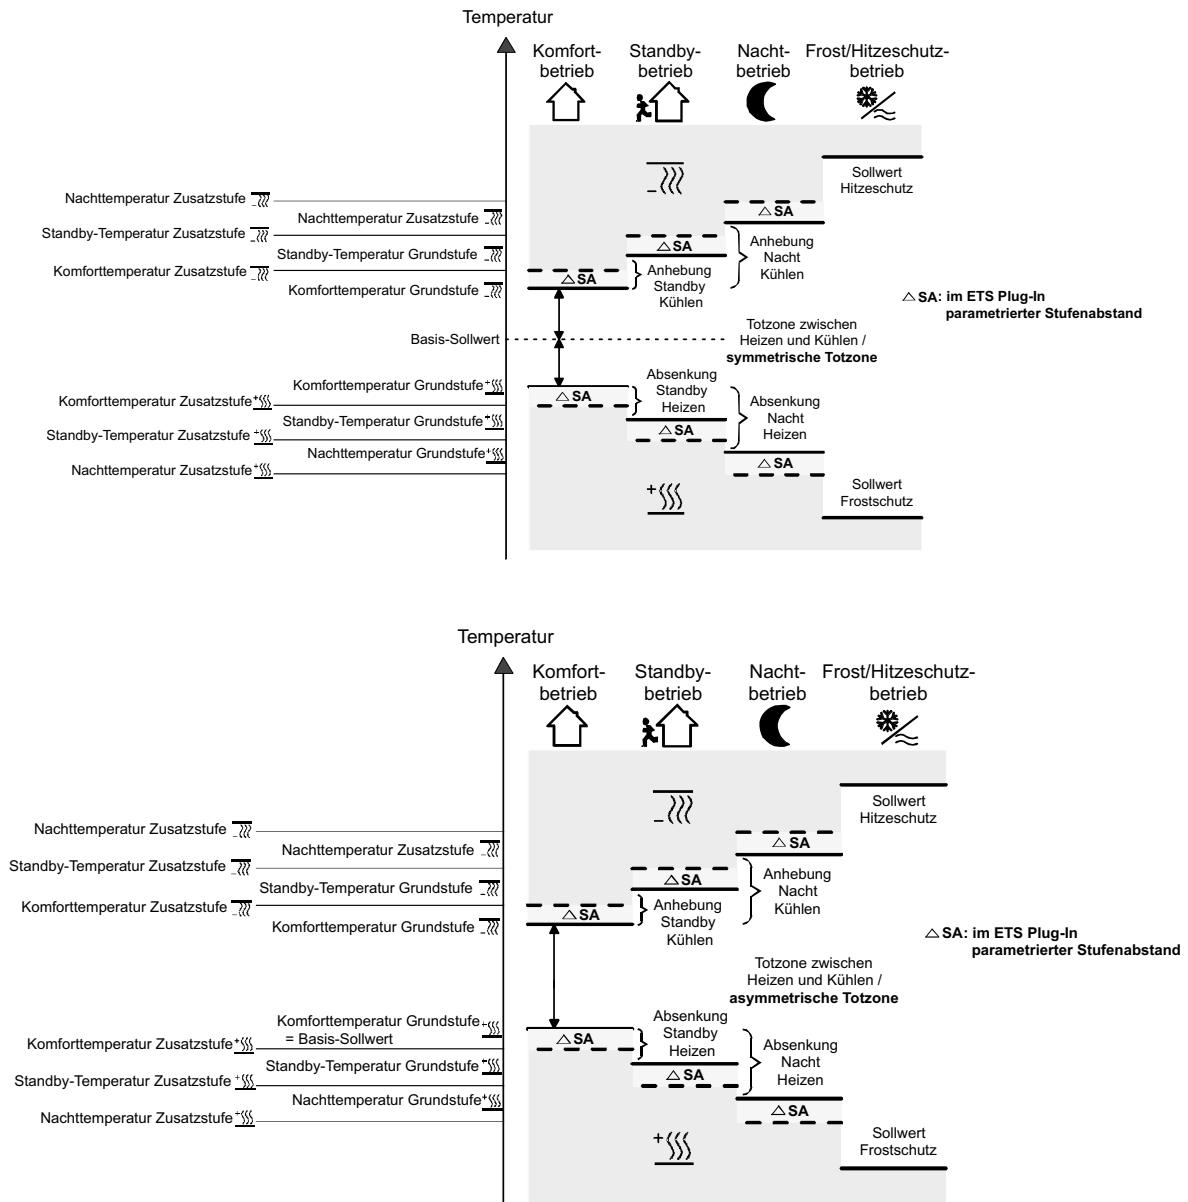 Temperatur
Komfort-
betrieb
Standby-
betrieb
Nacht-
betrieb
Frost/Hitzeschutz-
betrieb
Sollwert
Hitzeschutz
Nachttemperatur Zusatzstufe
Nachttemperatur Zusatzstufe
△ SA
Standby-Temperatur Zusatzstufe
Standby-Temperatur Grundstufe
△ SA
Anhebung
Nacht
Kühlen
Komforttemperatur Zusatzstufe
Komforttemperatur Grundstufe
△ SA
Anhebung
Standby
Kühlen
△ SA: im ETS Plug-In
parametrierter Stufenabstand
Basis-Sollwert
Totzone zwischen
Heizen und Kühlen /
symmetrische Totzone
Komforttemperatur Grundstufe
Komforttemperatur Zusatzstufe
△ SA
Absenkung
Standby
Heizen
Absenkung
Nacht
Heizen
Standby-Temperatur Grundstufe
Standby-Temperatur Zusatzstufe
△ SA
Nachttemperatur Grundstufe
Nachttemperatur Zusatzstufe
△ SA
Sollwert
Frostschutz
Temperatur
Komfort-
betrieb
Standby-
betrieb
Nacht-
betrieb
Frost/Hitzeschutz-
betrieb
Sollwert
Hitzeschutz
Nachttemperatur Zusatzstufe
Nachttemperatur Zusatzstufe
△ SA
Standby-Temperatur Zusatzstufe
Standby-Temperatur Grundstufe
△ SA
Anhebung
Nacht
Kühlen
Komforttemperatur Zusatzstufe
Komforttemperatur Grundstufe
△ SA
Anhebung
Standby
Kühlen
△ SA: im ETS Plug-In
parametrierter Stufenabstand
Totzone zwischen
Heizen und Kühlen /
asymmetrische Totzone
Komforttemperatur Grundstufe
= Basis-Sollwert
Komforttemperatur Zusatzstufe
△ SA
Absenkung
Standby
Heizen
Absenkung
Nacht
Heizen
Standby-Temperatur Grundstufe
Standby-Temperatur Zusatzstufe
△ SA
Nachttemperatur Grundstufe
Nachttemperatur Zusatzstufe
△ SA
Sollwert
Frostschutz